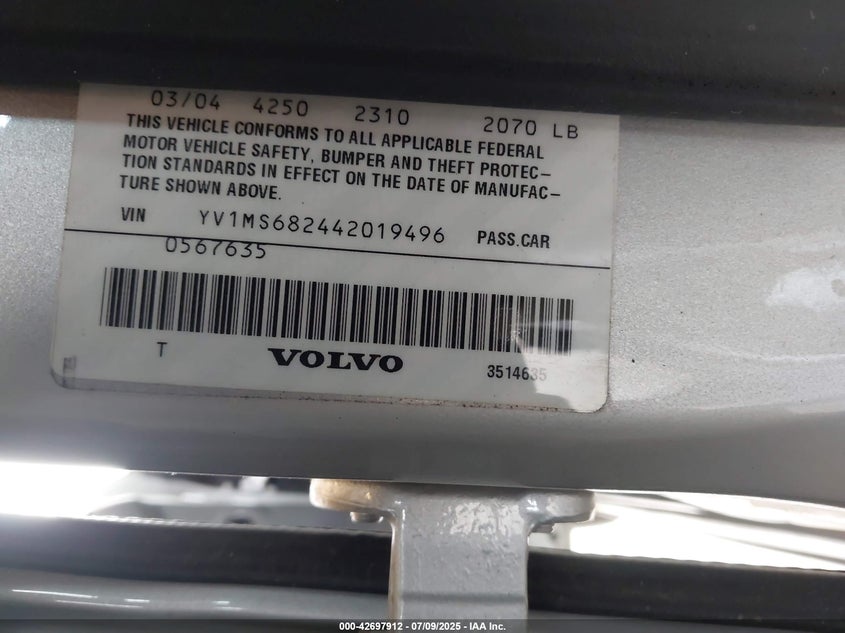 03/04 4250 2310 2070 LB
THIS VEHICLE CONFORMS TO ALL APPLICABLE FEDERAL
MOTOR VEHICLE SAFETY, BUMPER AND THEFT PROTEC-
TION STANDARDS IN EFFECT ON THE DATE OF MANUFAC-
TURE SHOWN ABOVE.
VIN YV1MS682442019496 PASS.CAR
0567635
T VOLVO 3514635
000-42697912 - 07/09/2025 - IAA Inc.